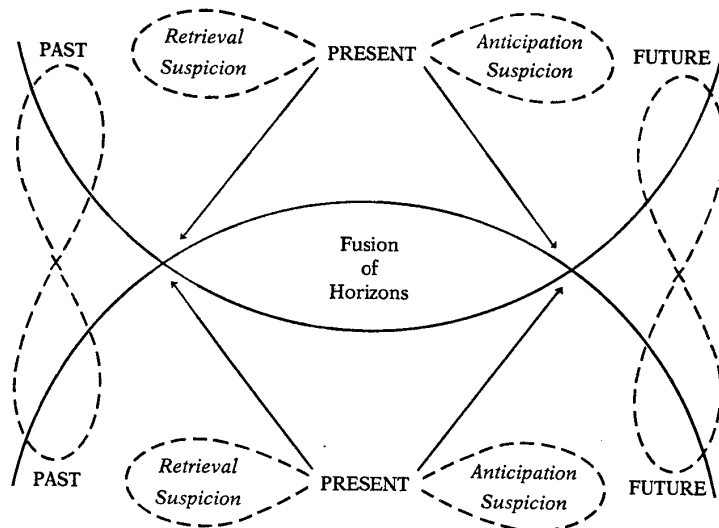 PAST
Retrieval
Suspicion
PRESENT
Anticipation
Suspicion
FUTURE
Fusion
of
Horizons
PAST
Retrieval
Suspicion
PRESENT
Anticipation
Suspicion
FUTURE